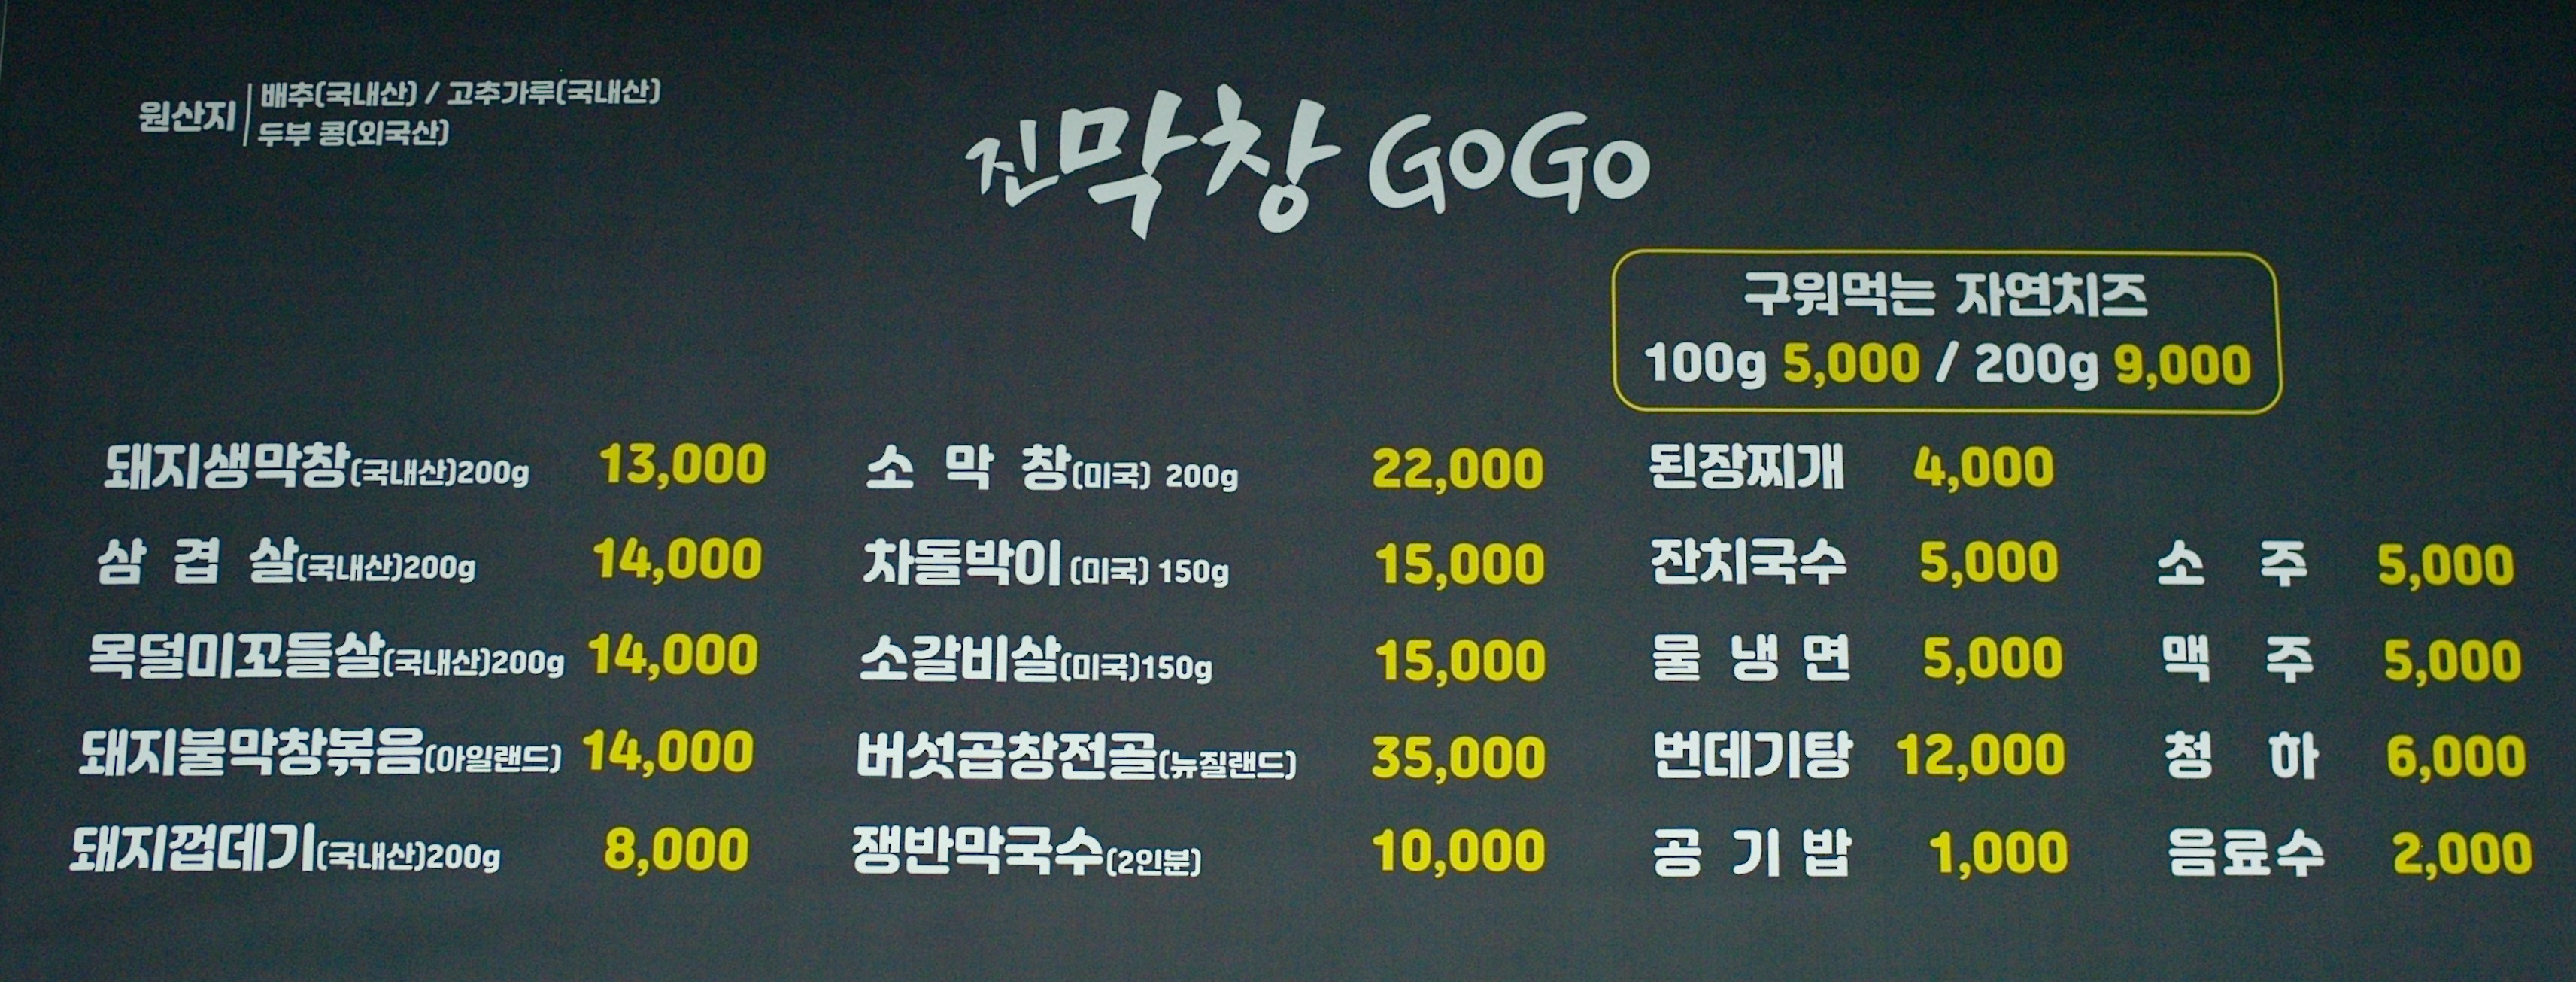 원산지 배추(국내산) / 고추가루(국내산)
두부 콩(외국산)
진막창 GoGo
구워먹는 자연치즈
100g 5,000 / 200g 9,000
돼지생막창(국내산)200g 13,000
삼 겹 살(국내산)200g 14,000
목덜미꼬들살(국내산)200g 14,000
돼지불막창볶음(아일랜드) 14,000
돼지껍데기(국내산)200g 8,000
소 막 창(미국) 200g 22,000
차돌박이 (미국) 150g 15,000
소갈비살(미국)150g 15,000
버섯곱창전골(뉴질랜드) 35,000
쟁반막국수(2인분) 10,000
된장찌개 4,000
잔치국수 5,000
물 냉 면 5,000
번데기탕 12,000
공 기 밥 1,000
소 주 5,000
맥 주 5,000
청 하 6,000
음료수 2,000